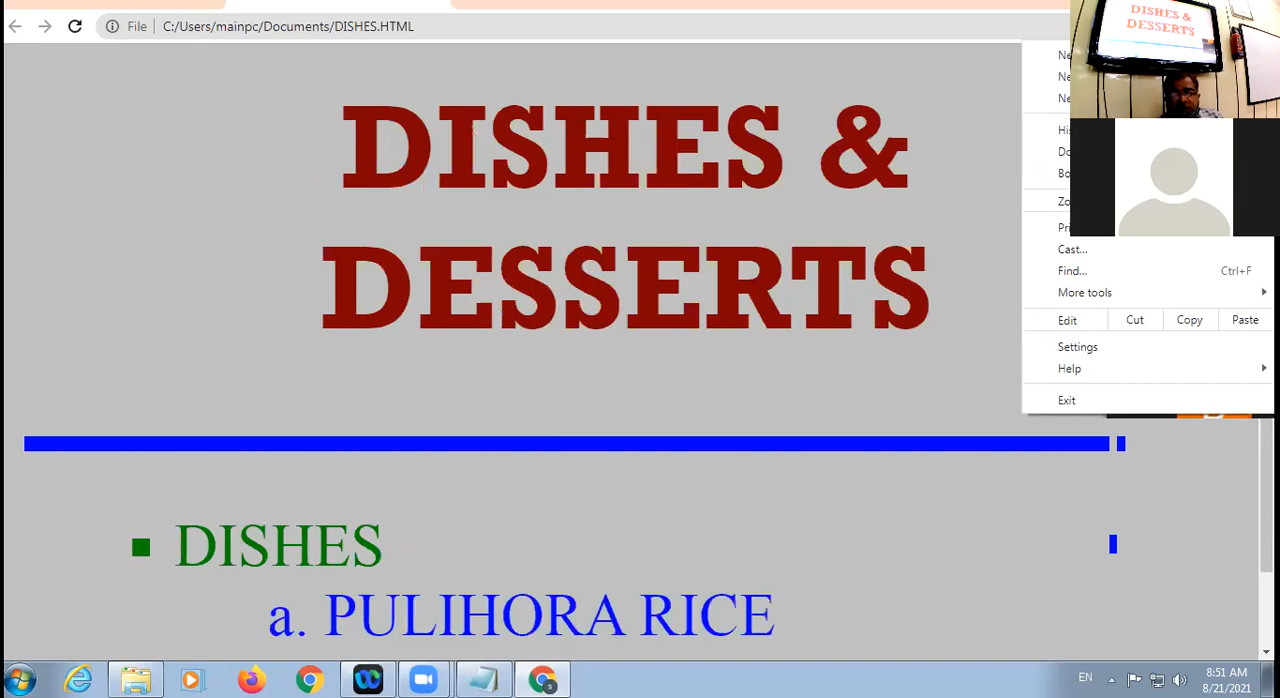 File
C:/Users/mainpc/Documents/DISHES.HTML
DISHES &
DESSERTS
DISHES &
DESSERTS
Cast...
Find... Ctrl+F
More tools
Edit Cut Copy Paste
Settings
Help
Exit
▪ DISHES
a. PULIHORA RICE
EN
8:51 AM
8/21/2021